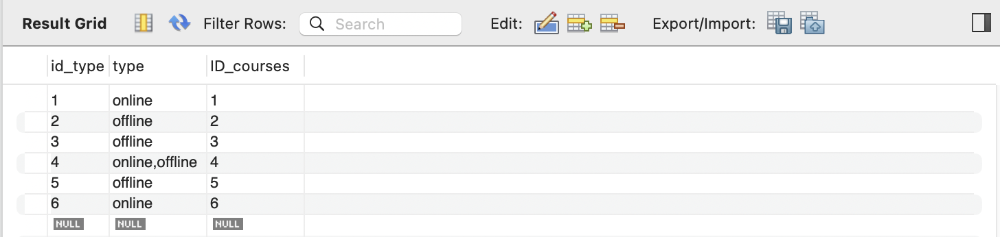 Result Grid Filter Rows: Search Edit: Export/Import:
id_type type ID_courses
1 online 1
2 offline 2
3 offline 3
4 online,offline 4
5 offline 5
6 online 6
NULL NULL NULL